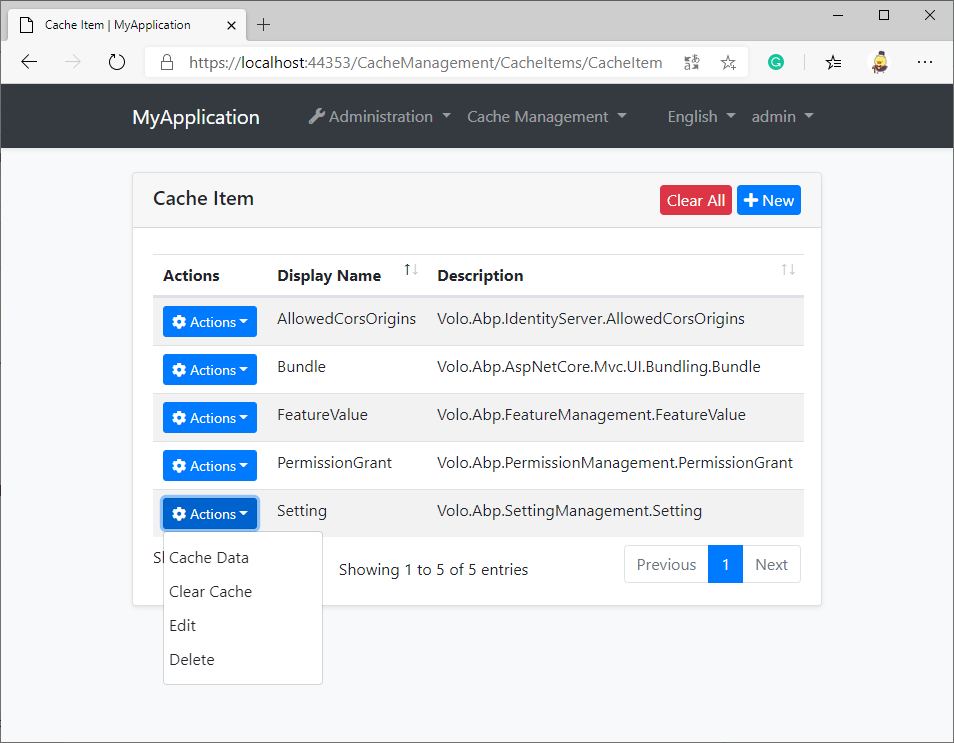 Cache Item | MyApplication
https://localhost:44353/CacheManagement/CacheItems/CacheItem
MyApplication Administration Cache Management English admin
Cache Item Clear All New
Actions Display Name Description
Actions AllowedCorsOrigins Volo.Abp.IdentityServer.AllowedCorsOrigins
Actions Bundle Volo.Abp.AspNetCore.Mvc.UI.Bundling.Bundle
Actions FeatureValue Volo.Abp.FeatureManagement.FeatureValue
Actions PermissionGrant Volo.Abp.PermissionManagement.PermissionGrant
Actions Setting Volo.Abp.SettingManagement.Setting
Cache Data
Showing 1 to 5 of 5 entries Previous 1 Next
Clear Cache
Edit
Delete